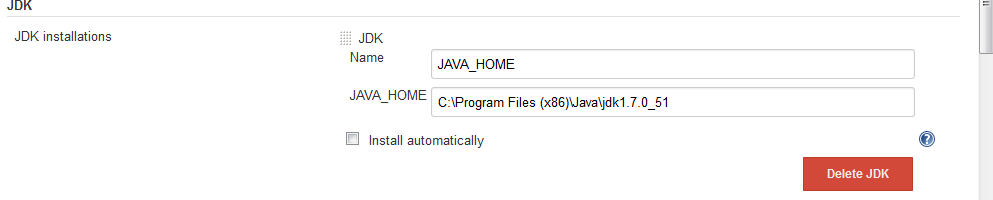 JDK
JDK installations
JDK
Name
JAVA_HOME
JAVA_HOME
C:\Program Files (x86)\Java\jdk1.7.0_51
Install automatically
?
Delete JDK